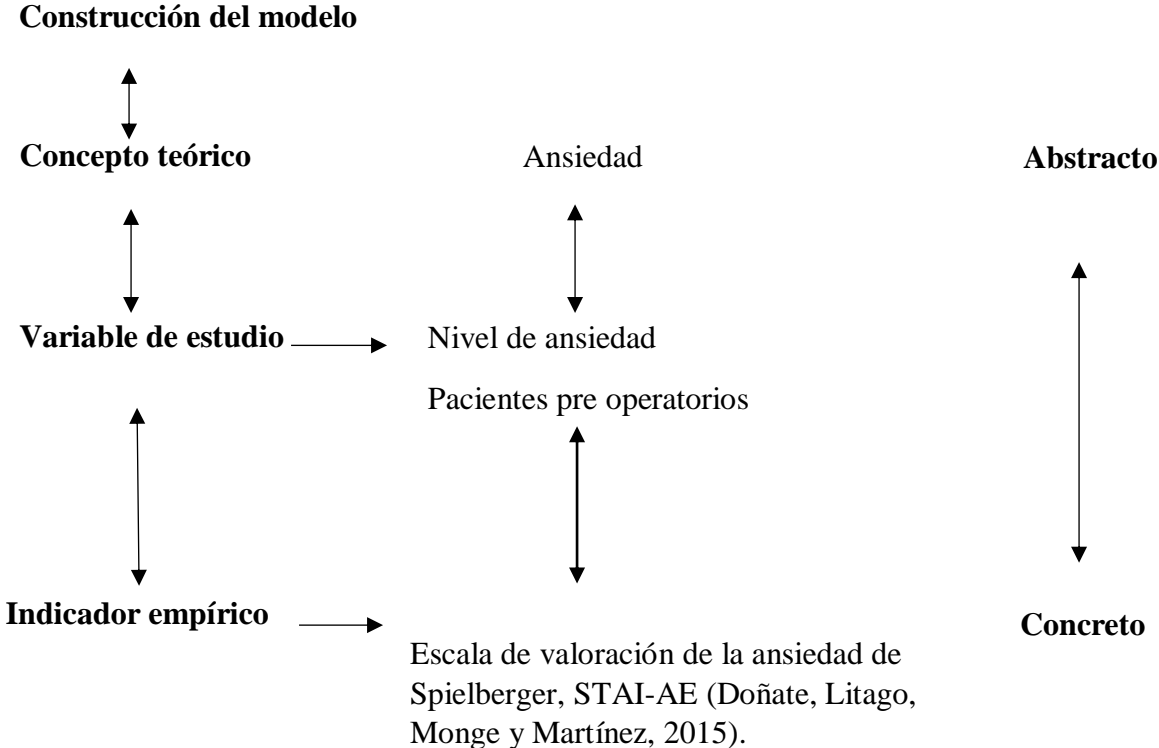 Construcción del modelo
Concepto teórico
Ansiedad
Abstracto
Variable de estudio
Nivel de ansiedad
Pacientes pre operatorios
Indicador empírico
Concreto
Escala de valoración de la ansiedad de
Spielberger, STAI-AE (Doñate, Litago,
Monge y Martínez, 2015).